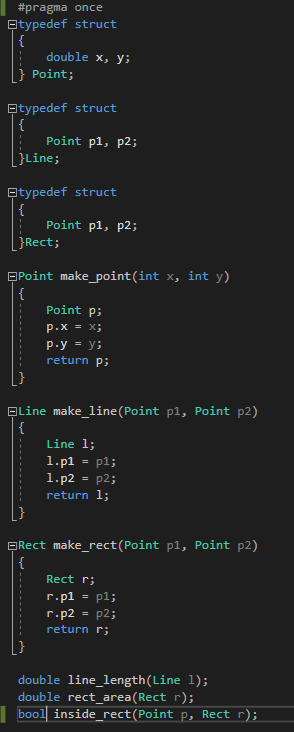 #pragma once
typedef struct
{
    double x, y;
} Point;

typedef struct
{
    Point p1, p2;
}Line;

typedef struct
{
    Point p1, p2;
}Rect;

Point make_point(int x, int y)
{
    Point p;
    p.x = x;
    p.y = y;
    return p;
}

Line make_line(Point p1, Point p2)
{
    Line l;
    l.p1 = p1;
    l.p2 = p2;
    return l;
}

Rect make_rect(Point p1, Point p2)
{
    Rect r;
    r.p1 = p1;
    r.p2 = p2;
    return r;
}

double line_length(Line l);
double rect_area(Rect r);
bool inside_rect(Point p, Rect r);